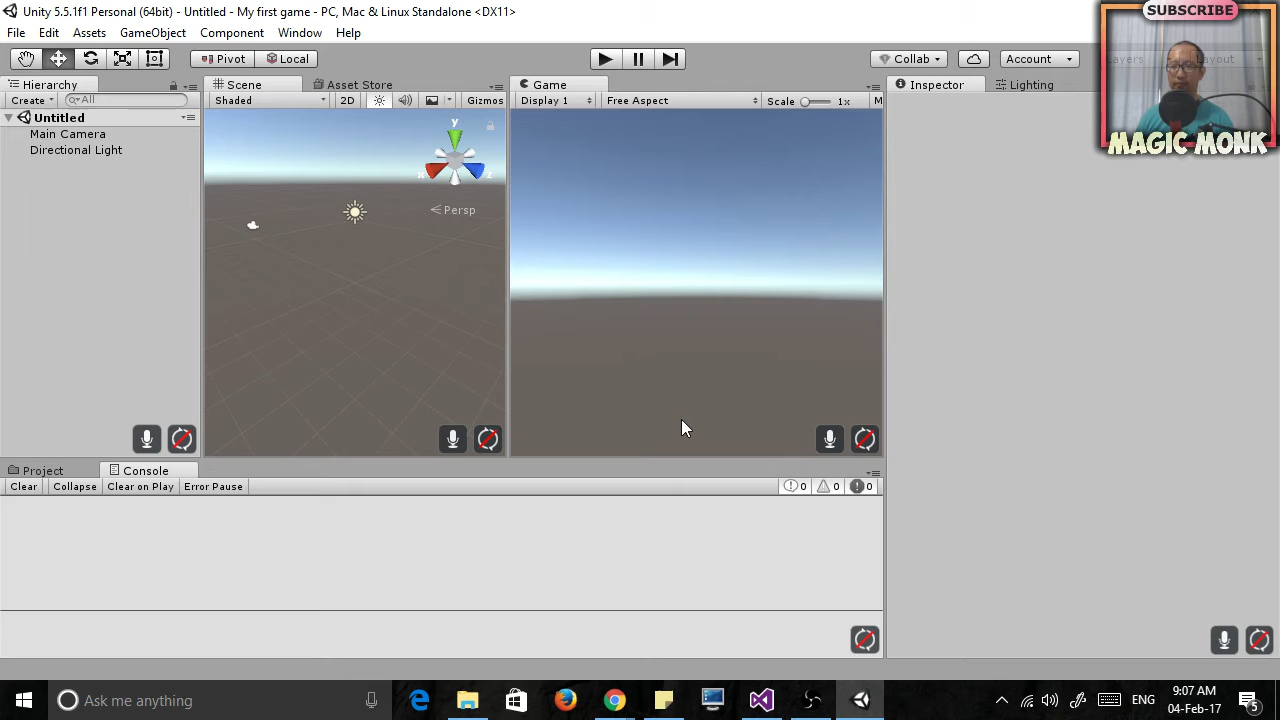 Unity 5.5.1f1 Personal (64bit) - Untitled - My first game - PC, Mac & Linux Standalone <DX11>
SUBSCRIBE
File Edit Assets GameObject Component Window Help
Pivot Local Collab Account Layers Layout
Hierarchy Scene Asset Store Game Inspector Lighting
Create All Shaded 2D Gizmos Display 1 Free Aspect Scale 1x M
Untitled
Main Camera
Directional Light
y
x z
Persp
MAGIC MONK
Project Console
Clear Collapse Clear on Play Error Pause 0 0 0
Ask me anything
ENG
9:07 AM
04-Feb-17
5